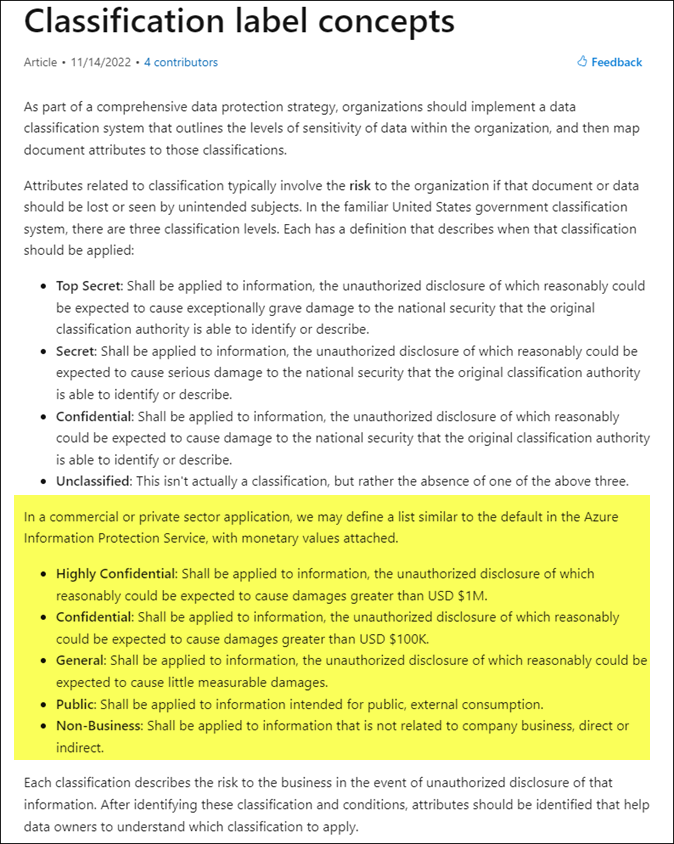 Classification label concepts
Article • 11/14/2022 • 4 contributors
Feedback
As part of a comprehensive data protection strategy, organizations should implement a data
classification system that outlines the levels of sensitivity of data within the organization, and then map
document attributes to those classifications.
Attributes related to classification typically involve the risk to the organization if that document or data
should be lost or seen by unintended subjects. In the familiar United States government classification
system, there are three classification levels. Each has a definition that describes when that classification
should be applied:
• Top Secret: Shall be applied to information, the unauthorized disclosure of which reasonably could
be expected to cause exceptionally grave damage to the national security that the original
classification authority is able to identify or describe.
• Secret: Shall be applied to information, the unauthorized disclosure of which reasonably could be
expected to cause serious damage to the national security that the original classification authority
is able to identify or describe.
• Confidential: Shall be applied to information, the unauthorized disclosure of which reasonably
could be expected to cause damage to the national security that the original classification authority
is able to identify or describe.
• Unclassified: This isn't actually a classification, but rather the absence of one of the above three.
In a commercial or private sector application, we may define a list similar to the default in the Azure
Information Protection Service, with monetary values attached.
• Highly Confidential: Shall be applied to information, the unauthorized disclosure of which
reasonably could be expected to cause damages greater than USD $1M.
• Confidential: Shall be applied to information, the unauthorized disclosure of which reasonably
could be expected to cause damages greater than USD $100K.
• General: Shall be applied to information, the unauthorized disclosure of which reasonably could be
expected to cause little measurable damages.
• Public: Shall be applied to information intended for public, external consumption.
• Non-Business: Shall be applied to information that is not related to company business, direct or
indirect.
Each classification describes the risk to the business in the event of unauthorized disclosure of that
information. After identifying these classification and conditions, attributes should be identified that help
data owners to understand which classification to apply.